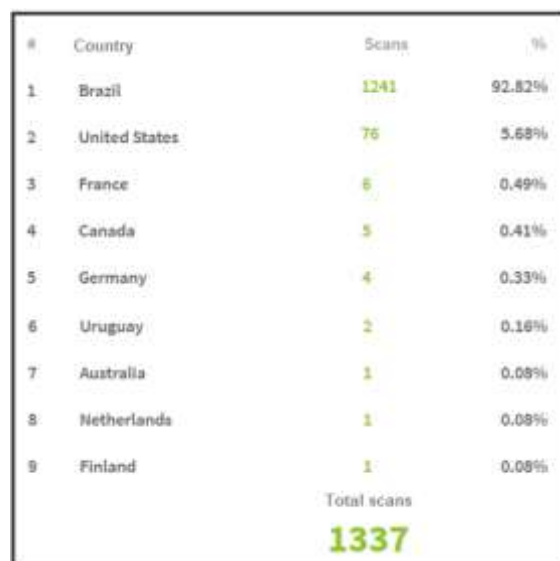 # Country Scans %
1 Brazil 1241 92.82%
2 United States 76 5.68%
3 France 6 0.49%
4 Canada 5 0.41%
5 Germany 4 0.33%
6 Uruguay 2 0.16%
7 Australia 1 0.08%
8 Netherlands 1 0.08%
9 Finland 1 0.08%
Total scans
1337